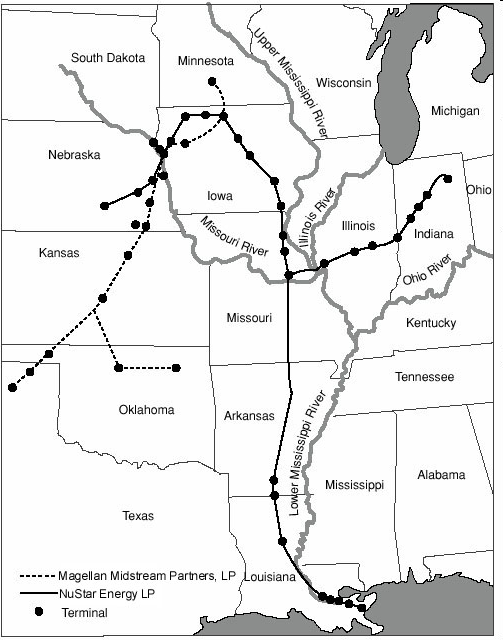 South Dakota
Minnesota
Upper Mississippi River
Wisconsin
Michigan
Nebraska
Iowa
Illinois River
Illinois
Ohio
Indiana
Missouri River
Kansas
Ohio River
Missouri
Kentucky
Tennessee
Oklahoma
Arkansas
Lower Mississippi River
Mississippi
Alabama
Texas
Louisiana
Magellan Midstream Partners, LP
NuStar Energy LP
Terminal